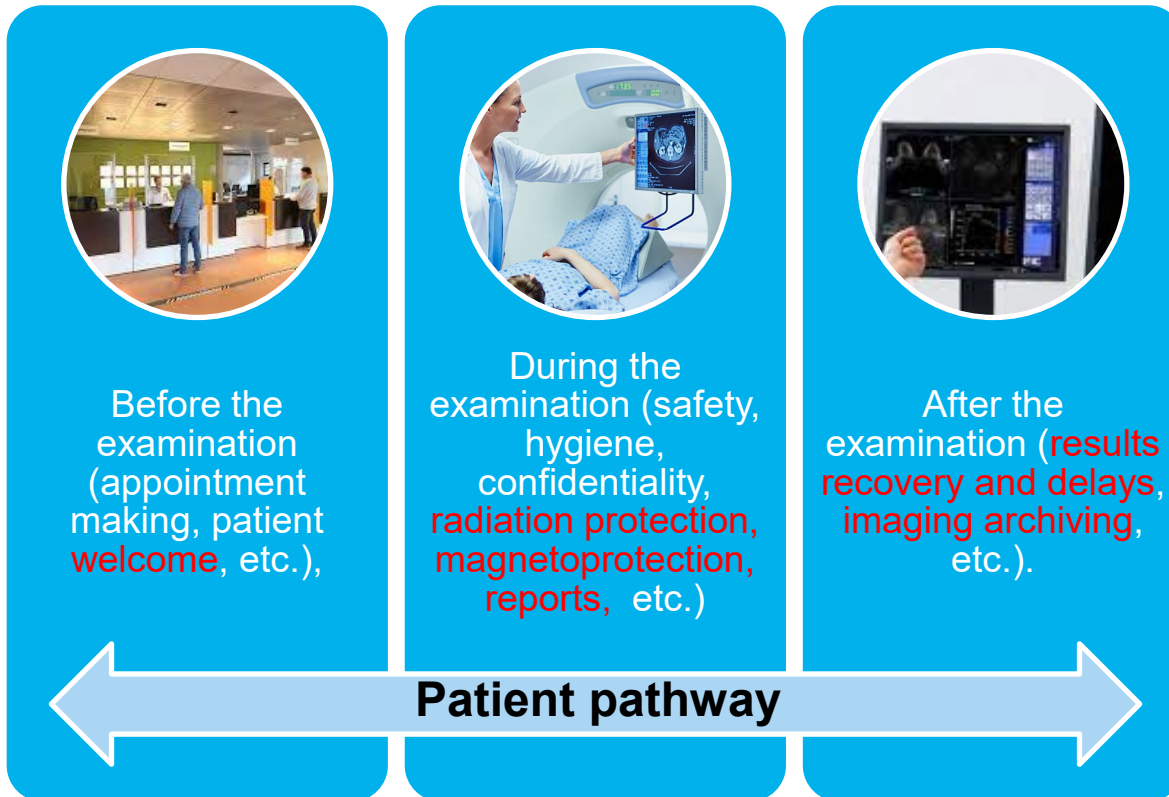 Before the
examination
(appointment
making, patient
welcome, etc.),
During the
examination (safety,
hygiene,
confidentiality,
radiation protection,
magnetoprotection,
reports,  etc.)
After the
examination (results
recovery and delays,
imaging archiving,
etc.).
Patient pathway